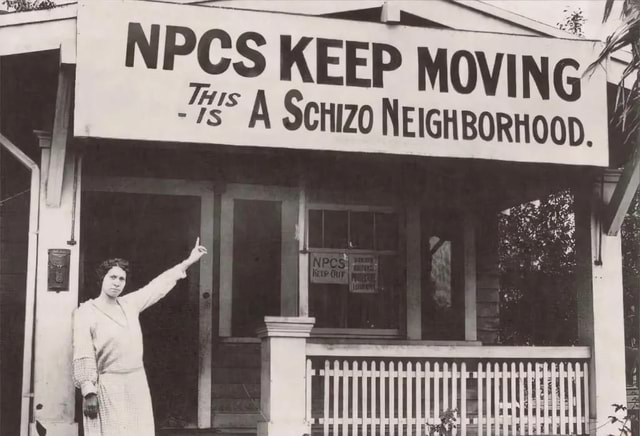 NPCS KEEP MOVING
THIS
- IS A SCHIZO NEIGHBORHOOD.
NPCS
KEEP OUT